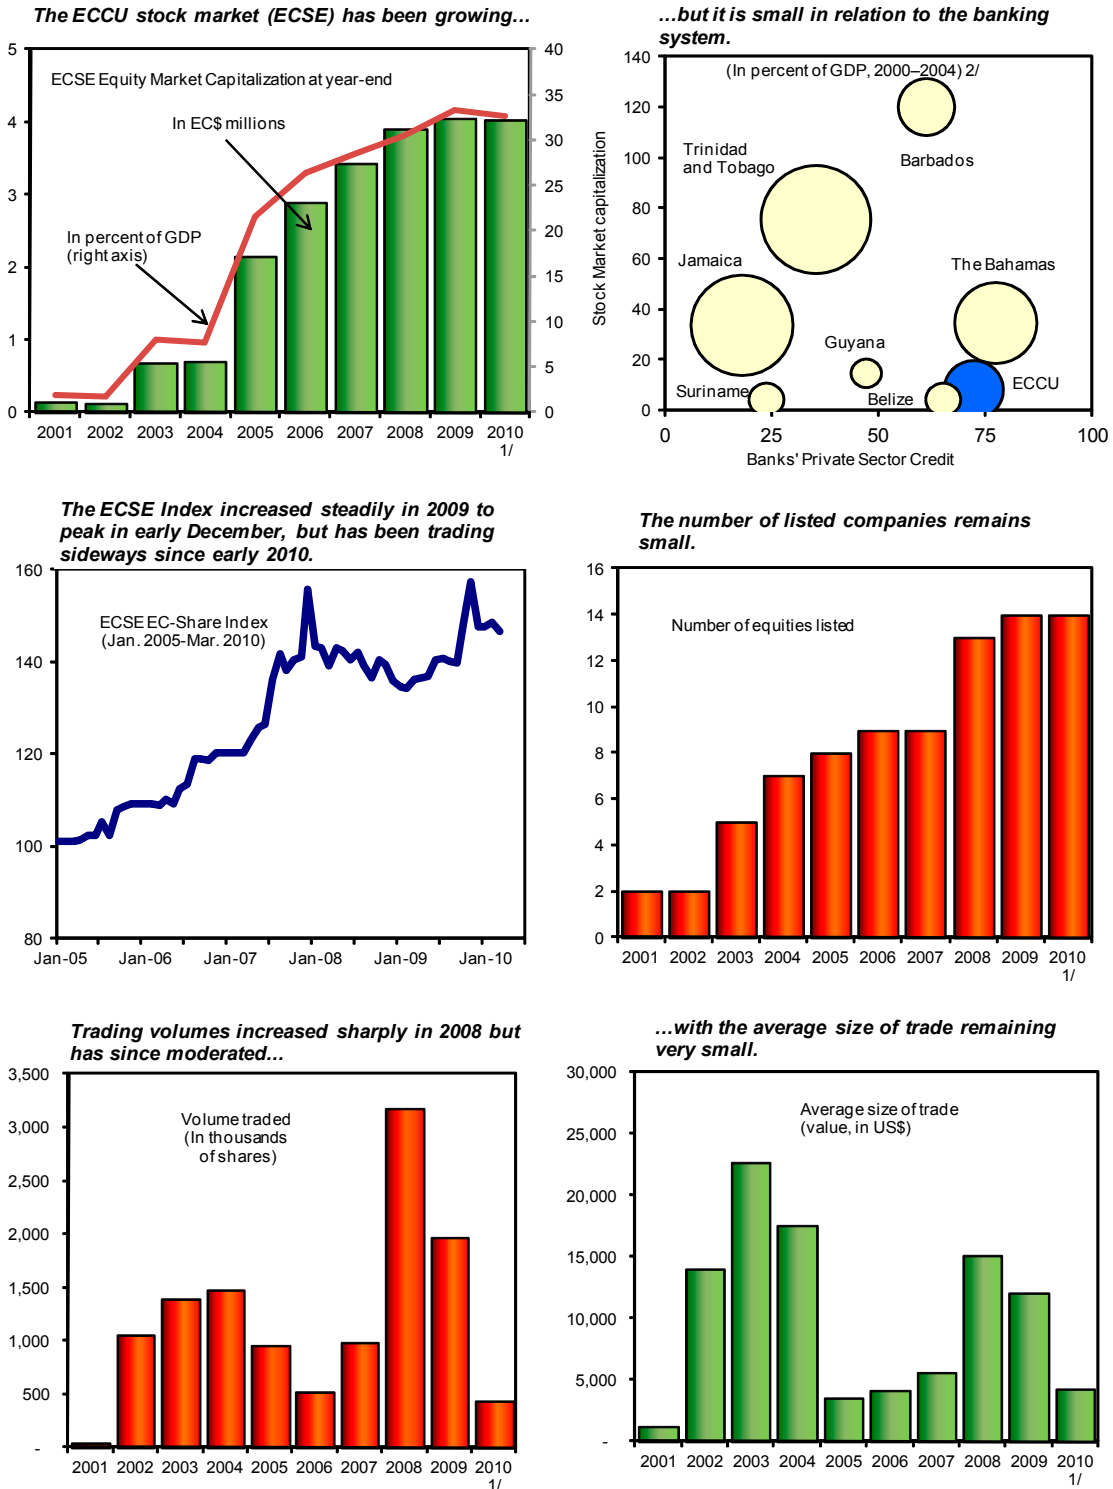 The ECCU stock market (ECSE) has been growing…
5
4
3
2
1
0
40
35
30
25
20
15
10
5
0
ECSE Equity Market Capitalization at year-end
In EC$ millions
In percent of GDP
(right axis)
2001 2002 2003 2004 2005 2006 2007 2008 2009 2010
1/
…but it is small in relation to the banking
system.
140
120
100
80
60
40
20
0
Stock Market capitalization
(In percent of GDP, 2000–2004) 2/
Barbados
Trinidad
and Tobago
Jamaica
The Bahamas
Guyana
Suriname
Belize
ECCU
0 25 50 75 100
Banks' Private Sector Credit
The ECSE Index increased steadily in 2009 to
peak in early December, but has been trading
sideways since early 2010.
160
140
120
100
80
ECSE EC-Share Index
(Jan. 2005-Mar. 2010)
Jan-05 Jan-06 Jan-07 Jan-08 Jan-09 Jan-10
The number of listed companies remains
small.
16
14
12
10
8
6
4
2
0
Number of equities listed
2001 2002 2003 2004 2005 2006 2007 2008 2009 2010
1/
Trading volumes increased sharply in 2008 but
has since moderated…
3,500
3,000
2,500
2,000
1,500
1,000
500
-
Volume traded
(In thousands
of shares)
2001 2002 2003 2004 2005 2006 2007 2008 2009 2010
1/
…with the average size of trade remaining
very small.
30,000
25,000
20,000
15,000
10,000
5,000
-
Average size of trade
(value, in US$)
2001 2002 2003 2004 2005 2006 2007 2008 2009 2010
1/